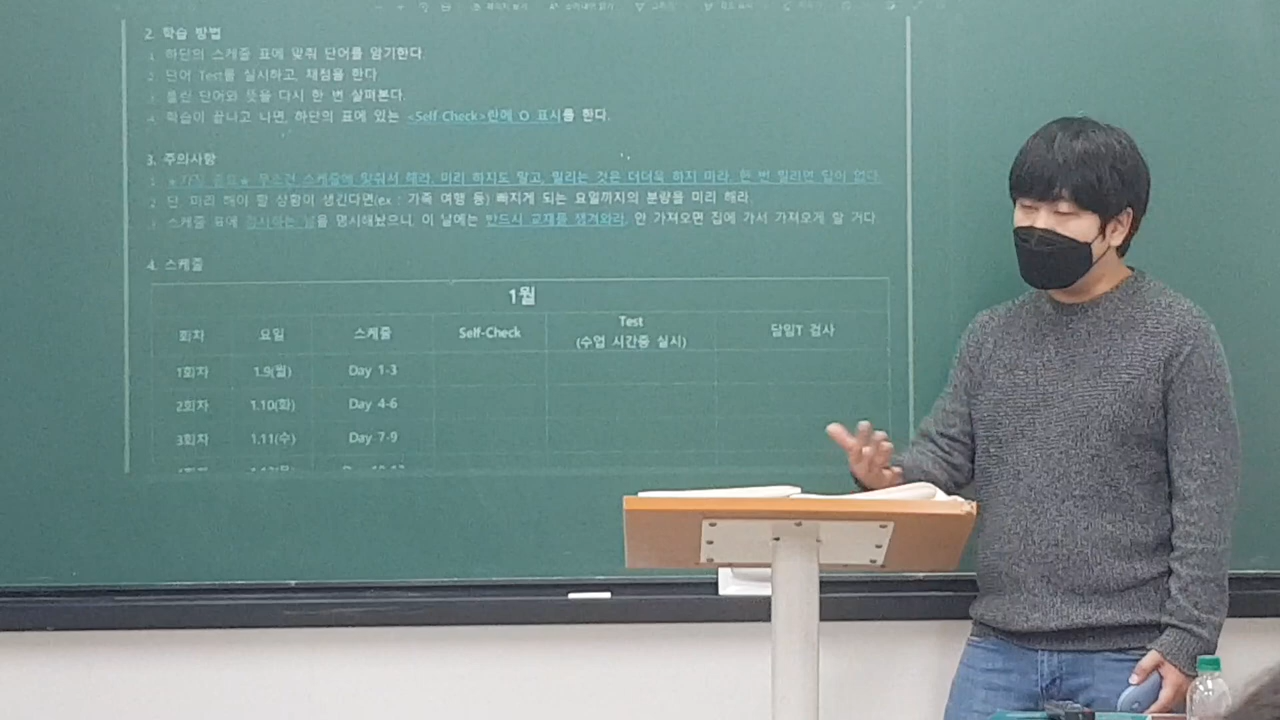 2. 학습 방법
1. 하단의 스케줄 표에 맞춰 단어를 암기한다.
2. 단어 Test를 실시하고, 채점을 한다.
3. 틀린 단어와 뜻을 다시 한 번 살펴본다.
4. 학습이 끝나고 나면, 하단의 표에 있는 <Self Check>란에 O 표시를 한다.
3. 주의사항
1. ★가장 중요★ 무조건 스케줄에 맞춰서 해라. 미리 하지도 말고, 밀리는 것은 더더욱 하지 마라. 한 번 밀리면 답이 없다.
2. 단, 미리 해야 할 상황이 생긴다면(ex : 가족 여행 등) 빠지게 되는 요일까지의 분량을 미리 해라.
3. 스케줄 표에 검사하는 날을 명시해놨으니, 이 날에는 반드시 교재를 챙겨와라. 안 가져오면 집에 가서 가져오게 할 거다.
4. 스케줄
1월
회차 요일 스케줄 Self-Check Test (수업 시간중 실시) 담임T 검사
1회차 1.9(월) Day 1-3
2회차 1.10(화) Day 4-6
3회차 1.11(수) Day 7-9